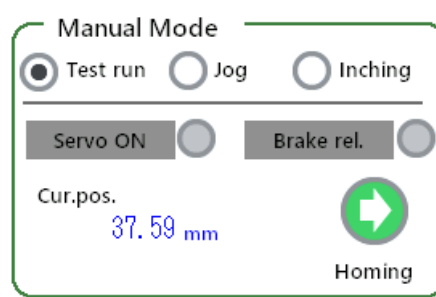 Manual Mode
Test run Jog Inching
Servo ON Brake rel.
Cur.pos.
37.59 mm
Homing